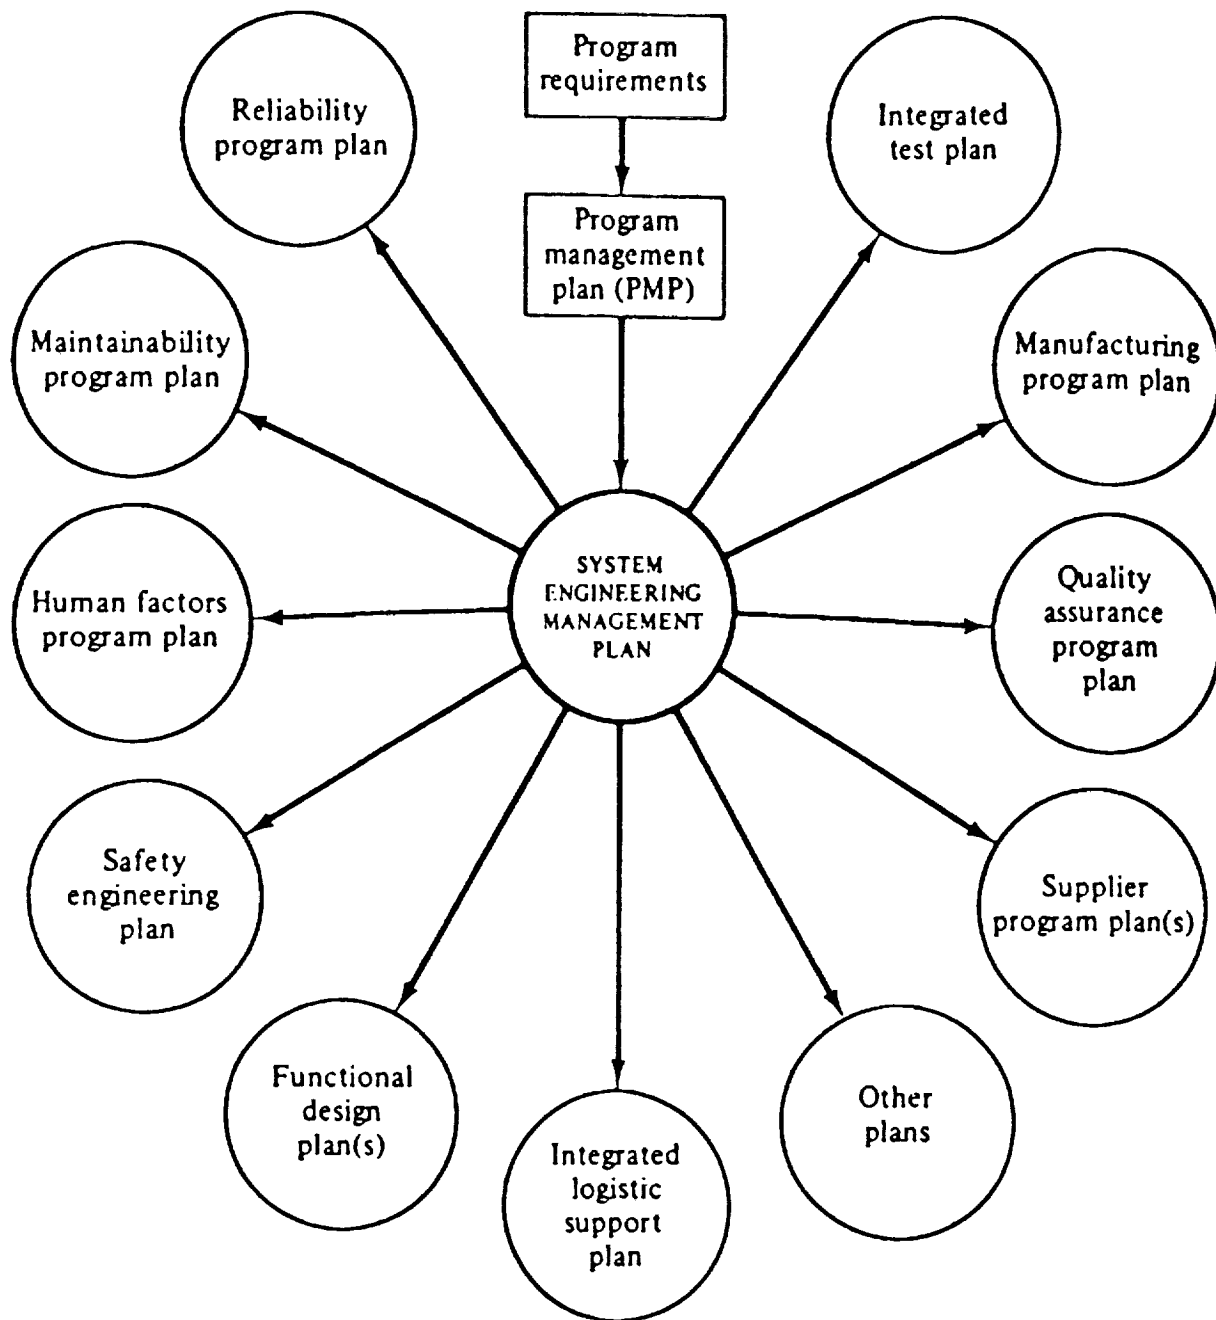 Program
requirements
Reliability
program plan
Integrated
test plan
Program
management
plan (PMP)
Maintainability
program plan
Manufacturing
program plan
SYSTEM
ENGINEERING
MANAGEMENT
PLAN
Human factors
program plan
Quality
assurance
program
plan
Safety
engineering
plan
Supplier
program plan(s)
Functional
design
plan(s)
Integrated
logistic
support
plan
Other
plans